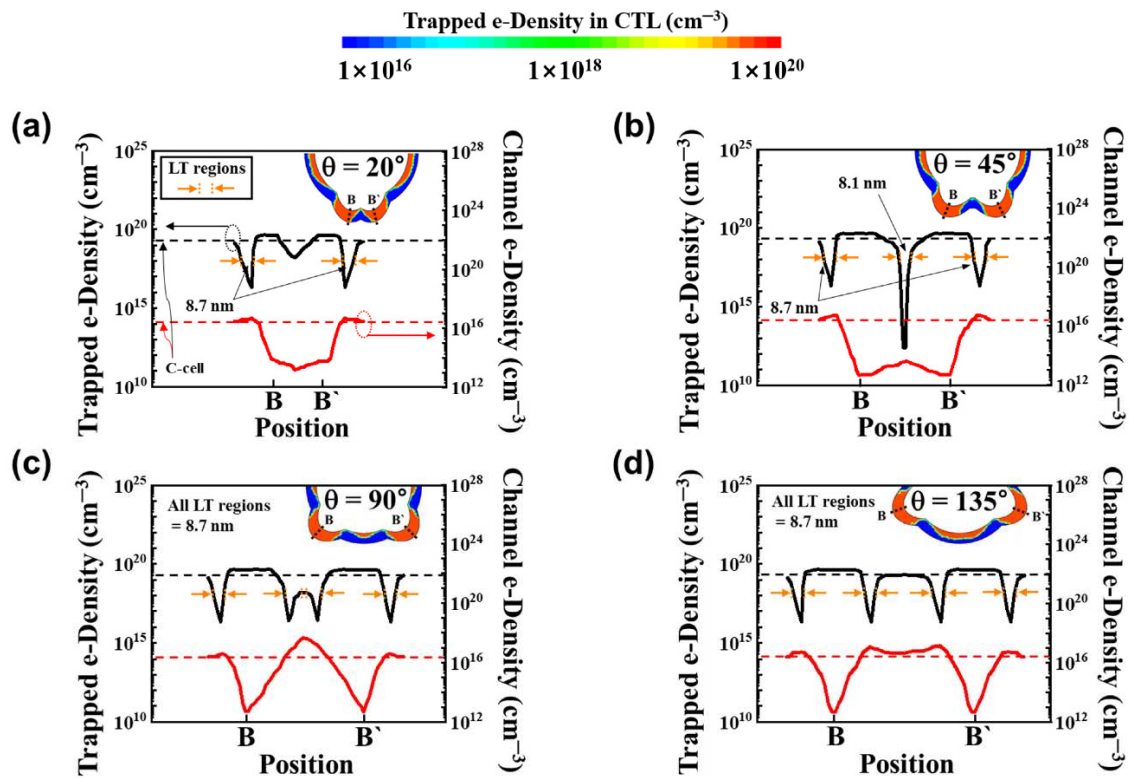 Trapped e-Density in CTL (cm⁻³)
1×10¹⁶ 1×10¹⁸ 1×10²⁰
(a)
Trapped e-Density (cm⁻³)
10²⁵
10²⁰
10¹⁵
10¹⁰
LT regions
θ = 20°
B B`
8.7 nm
C-cell
B B`
Position
10²⁸
10²⁴
10²⁰
10¹⁶
10¹²
Channel e-Density (cm⁻³)
(b)
Trapped e-Density (cm⁻³)
10²⁵
10²⁰
10¹⁵
10¹⁰
θ = 45°
B B`
8.1 nm
8.7 nm
B B`
Position
10²⁸
10²⁴
10²⁰
10¹⁶
10¹²
Channel e-Density (cm⁻³)
(c)
Trapped e-Density (cm⁻³)
10²⁵
10²⁰
10¹⁵
10¹⁰
All LT regions
= 8.7 nm
θ = 90°
B B`
B B`
Position
10²⁸
10²⁴
10²⁰
10¹⁶
10¹²
Channel e-Density (cm⁻³)
(d)
Trapped e-Density (cm⁻³)
10²⁵
10²⁰
10¹⁵
10¹⁰
All LT regions
= 8.7 nm
θ = 135°
B B`
B B`
Position
10²⁸
10²⁴
10²⁰
10¹⁶
10¹²
Channel e-Density (cm⁻³)